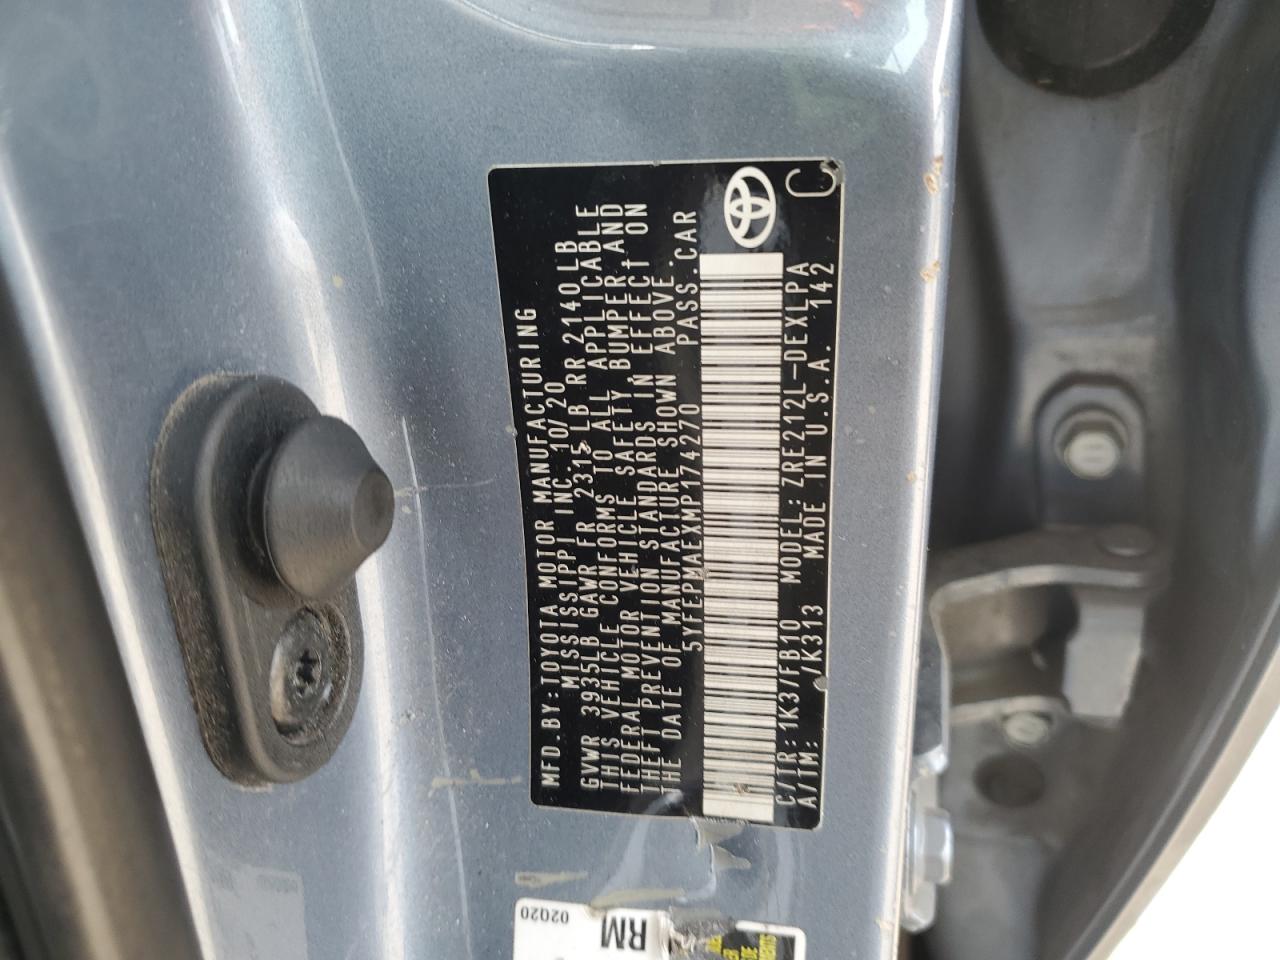 MFD.BY:TOYOTA MOTOR MANUFACTURING
MISSISSIPPI INC. 10/20
GVWR 3935LB GAWR FR 2315LB RR 2140LB
THIS VEHICLE CONFORMS TO ALL APPLICABLE
FEDERAL MOTOR VEHICLE SAFETY, BUMPER AND
THEFT PREVENTION STANDARDS IN EFFECT ON
THE DATE OF MANUFACTURE SHOWN ABOVE.
5YFEPMAEXMP174270 PASS.CAR
C/TR: 1K3/FB10 MODEL: ZRE212L-DEXLPA
A/TM: /K313 MADE IN U.S.A. 142
C
02020
RM